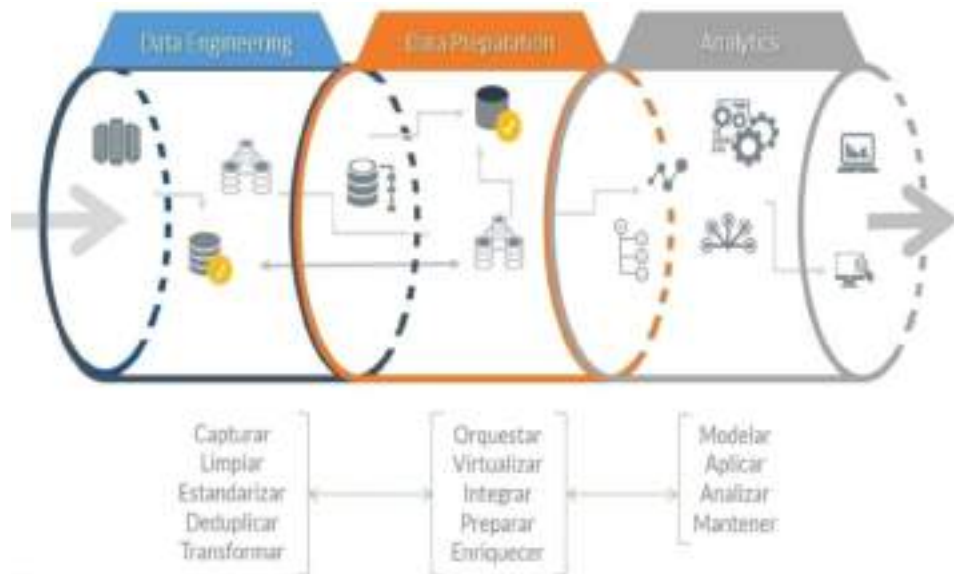 Data Engineering
Data Preparation
Analytics
Capturar
Limpiar
Estandarizar
Deduplicar
Transformar
Orquestar
Virtualizar
Integrar
Preparar
Enriquecer
Modelar
Aplicar
Analizar
Mantener